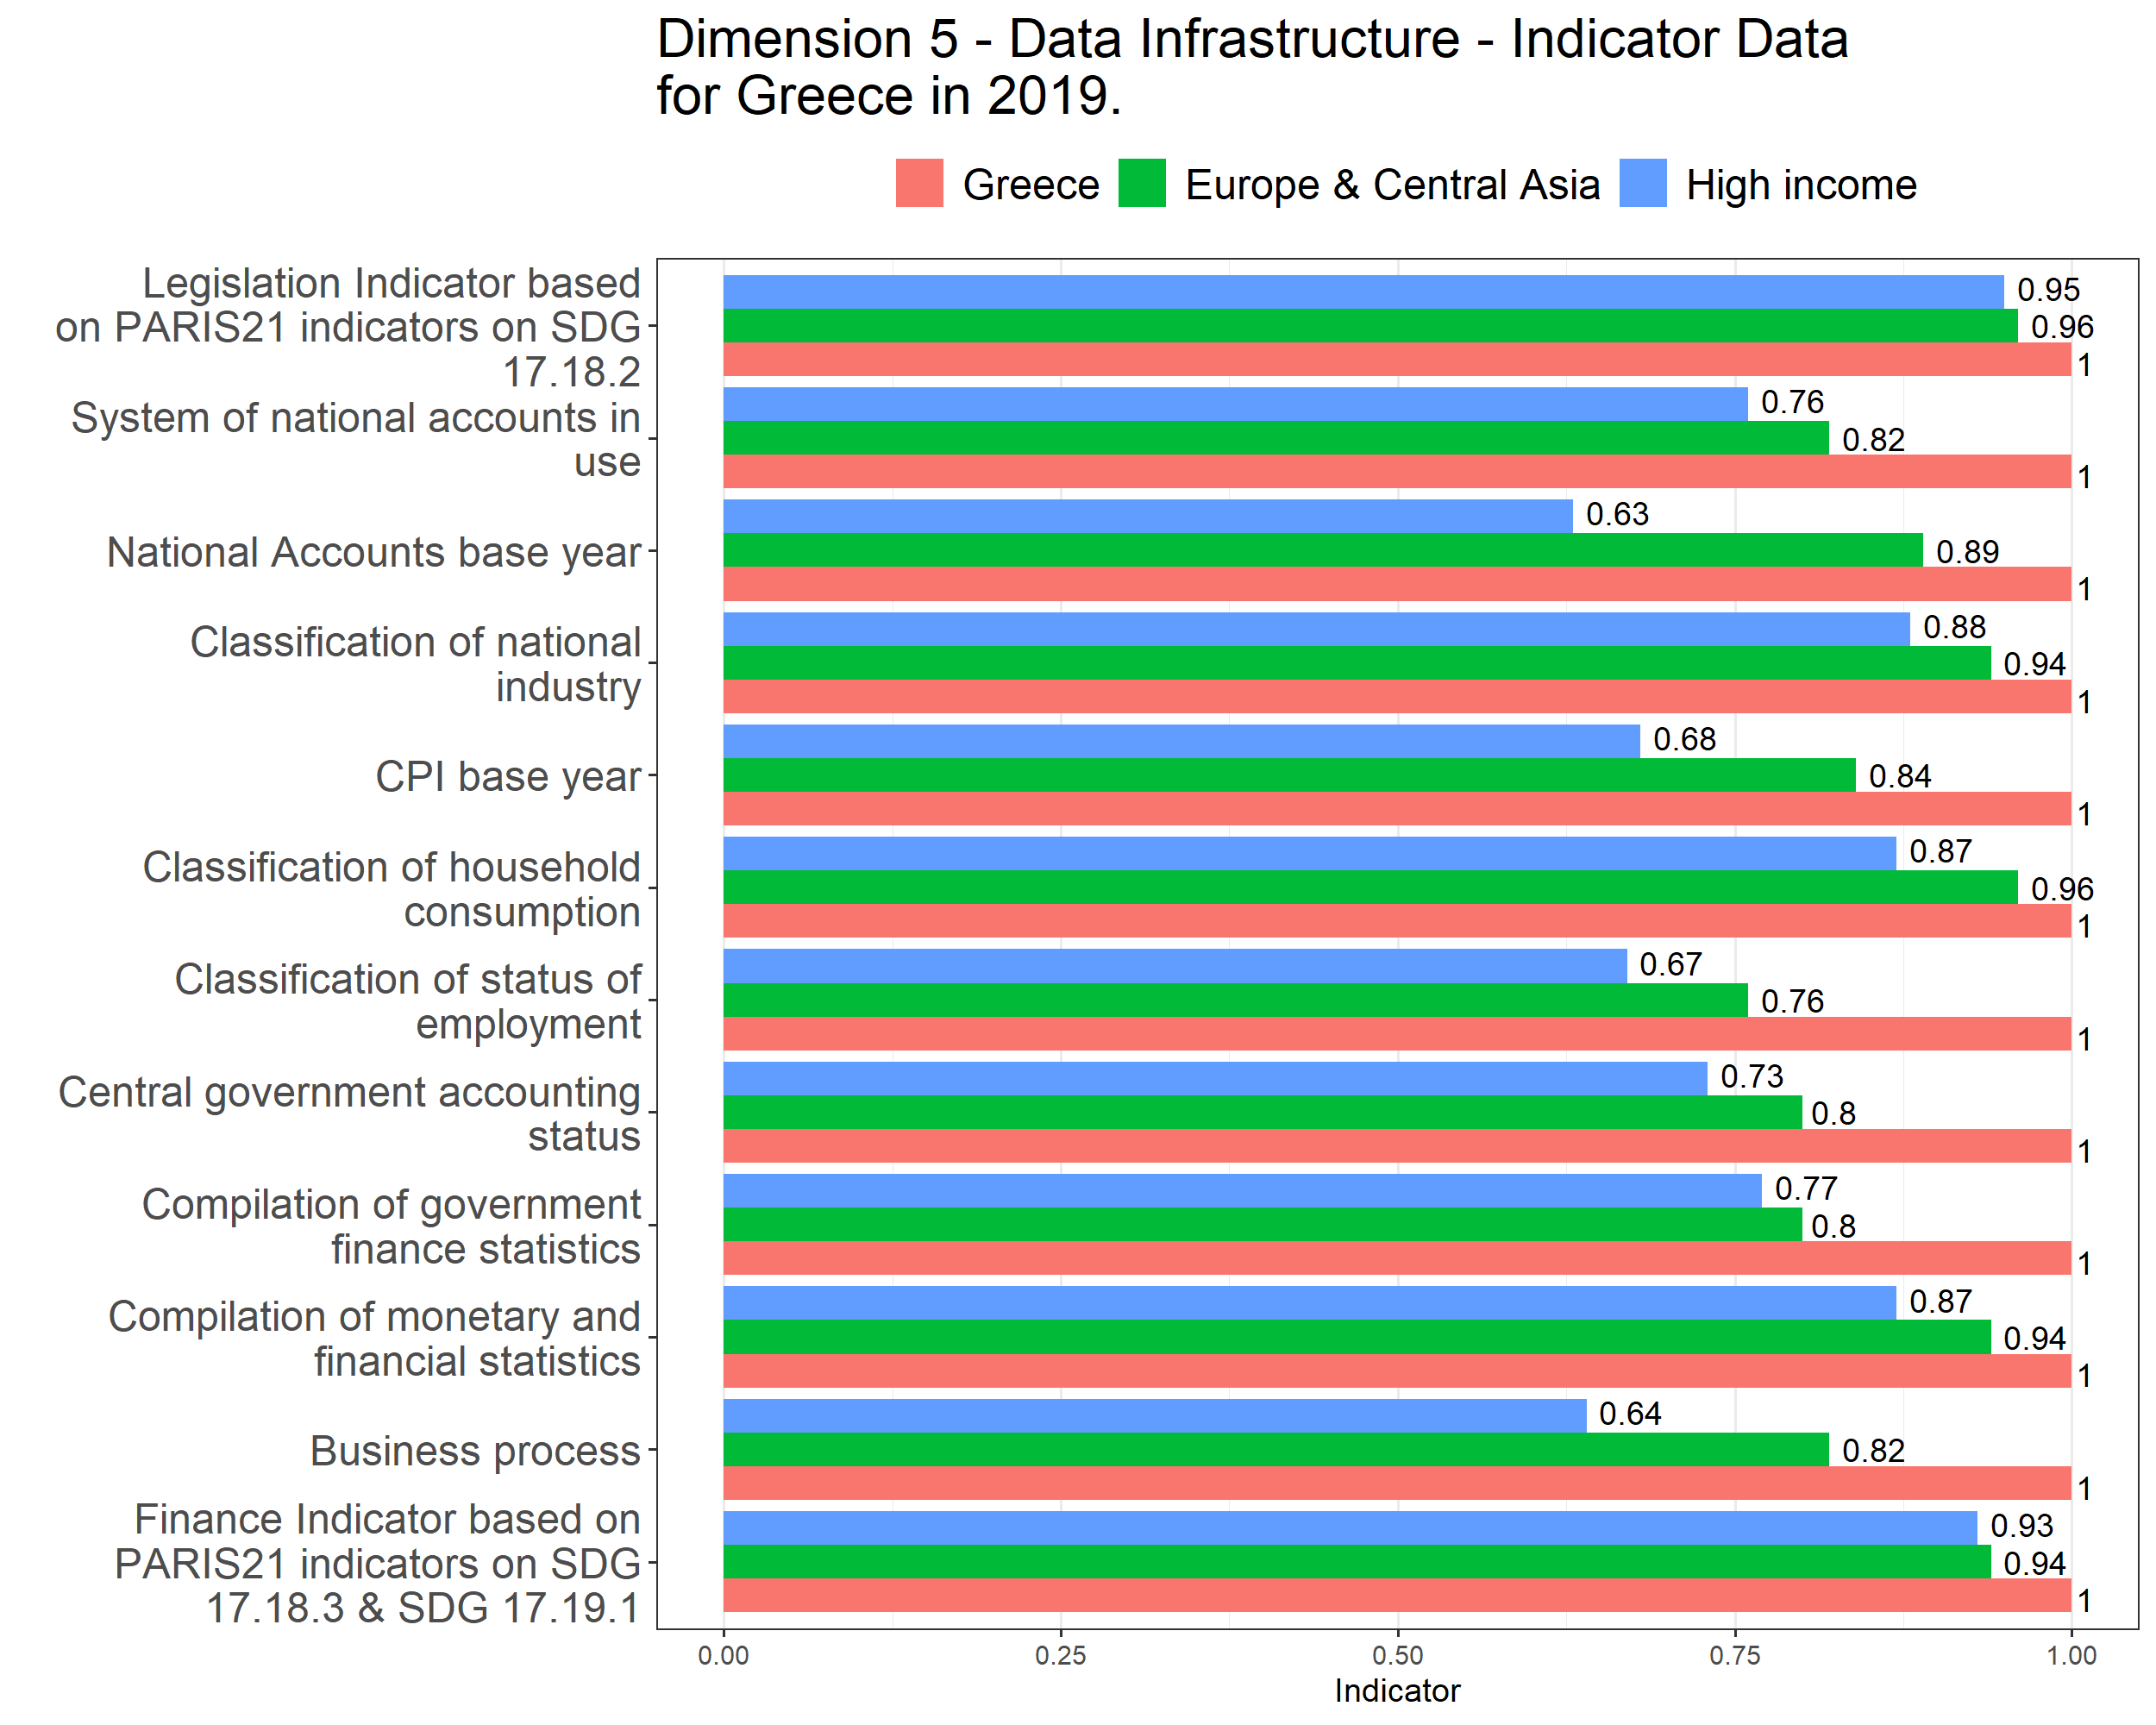 Dimension 5 - Data Infrastructure - Indicator Data
for Greece in 2019.
Greece
Europe & Central Asia
High income
Legislation Indicator based
on PARIS21 indicators on SDG
17.18.2
0.95
0.96
1
System of national accounts in
use
0.76
0.82
1
National Accounts base year
0.63
0.89
1
Classification of national
industry
0.88
0.94
1
CPI base year
0.68
0.84
1
Classification of household
consumption
0.87
0.96
1
Classification of status of
employment
0.67
0.76
1
Central government accounting
status
0.73
0.8
1
Compilation of government
finance statistics
0.77
0.8
1
Compilation of monetary and
financial statistics
0.87
0.94
1
Business process
0.64
0.82
1
Finance Indicator based on
PARIS21 indicators on SDG
17.18.3 & SDG 17.19.1
0.93
0.94
1
0.00
0.25
0.50
0.75
1.00
Indicator